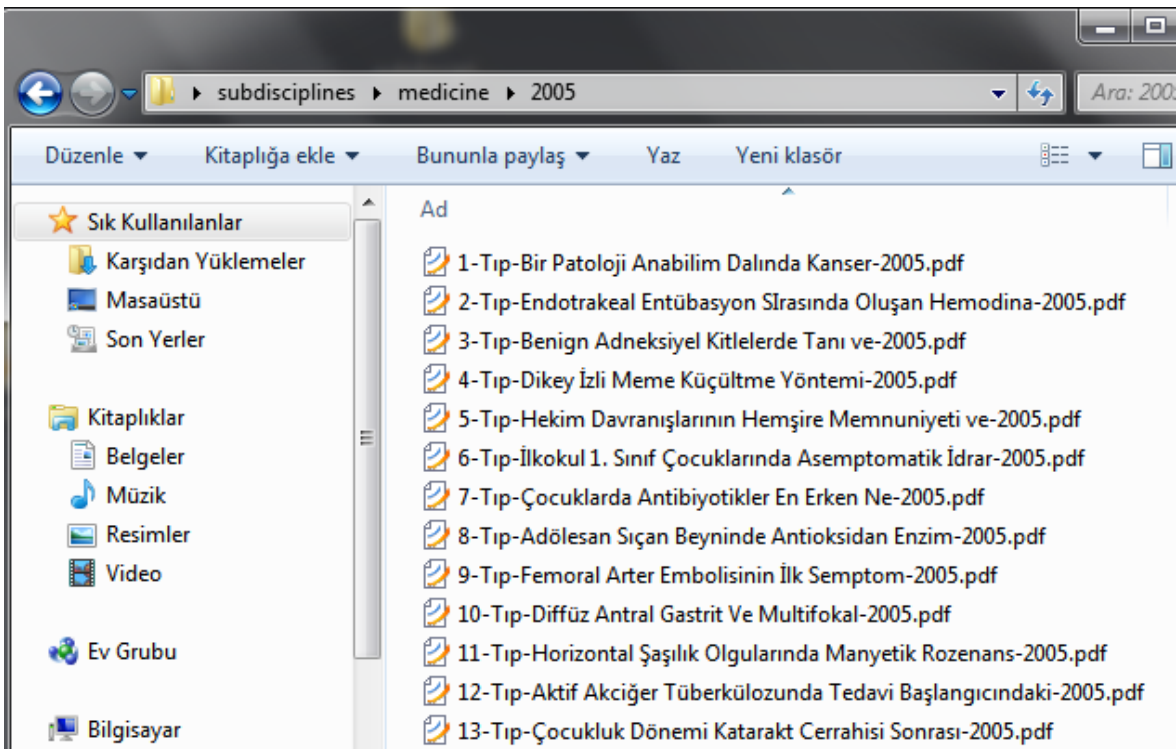 subdisciplines medicine 2005 Ara: 200
Düzenle Kitaplığa ekle Bununla paylaş Yaz Yeni klasör
Sık Kullanılanlar
Karşıdan Yüklemeler
Masaüstü
Son Yerler
Kitaplıklar
Belgeler
Müzik
Resimler
Video
Ev Grubu
Bilgisayar
Ad
1-Tıp-Bir Patoloji Anabilim Dalında Kanser-2005.pdf
2-Tıp-Endotrakeal Entübasyon SIrasında Oluşan Hemodina-2005.pdf
3-Tıp-Benign Adneksiyel Kitlelerde Tanı ve-2005.pdf
4-Tıp-Dikey İzli Meme Küçültme Yöntemi-2005.pdf
5-Tıp-Hekim Davranışlarının Hemşire Memnuniyeti ve-2005.pdf
6-Tıp-İlkokul 1. Sınıf Çocuklarında Asemptomatik İdrar-2005.pdf
7-Tıp-Çocuklarda Antibiyotikler En Erken Ne-2005.pdf
8-Tıp-Adölesan Sıçan Beyninde Antioksidan Enzim-2005.pdf
9-Tıp-Femoral Arter Embolisinin İlk Semptom-2005.pdf
10-Tıp-Diffüz Antral Gastrit Ve Multifokal-2005.pdf
11-Tıp-Horizontal Şaşılık Olgularında Manyetik Rozenans-2005.pdf
12-Tıp-Aktif Akciğer Tüberkülozunda Tedavi Başlangıcındaki-2005.pdf
13-Tıp-Çocukluk Dönemi Katarakt Cerrahisi Sonrası-2005.pdf